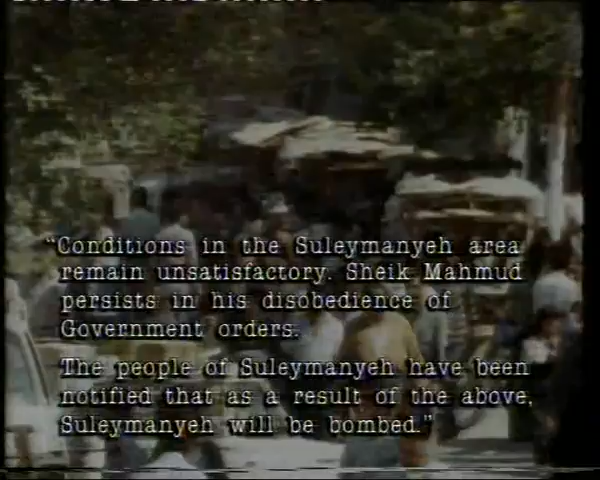 “Conditions in the Suleymanyeh area
remain unsatisfactory. Sheik Mahmud
persists in his disobedience of
Government orders.
The people of Suleymanyeh have been
notified that as a result of the above,
Suleymanyeh will be bombed.”